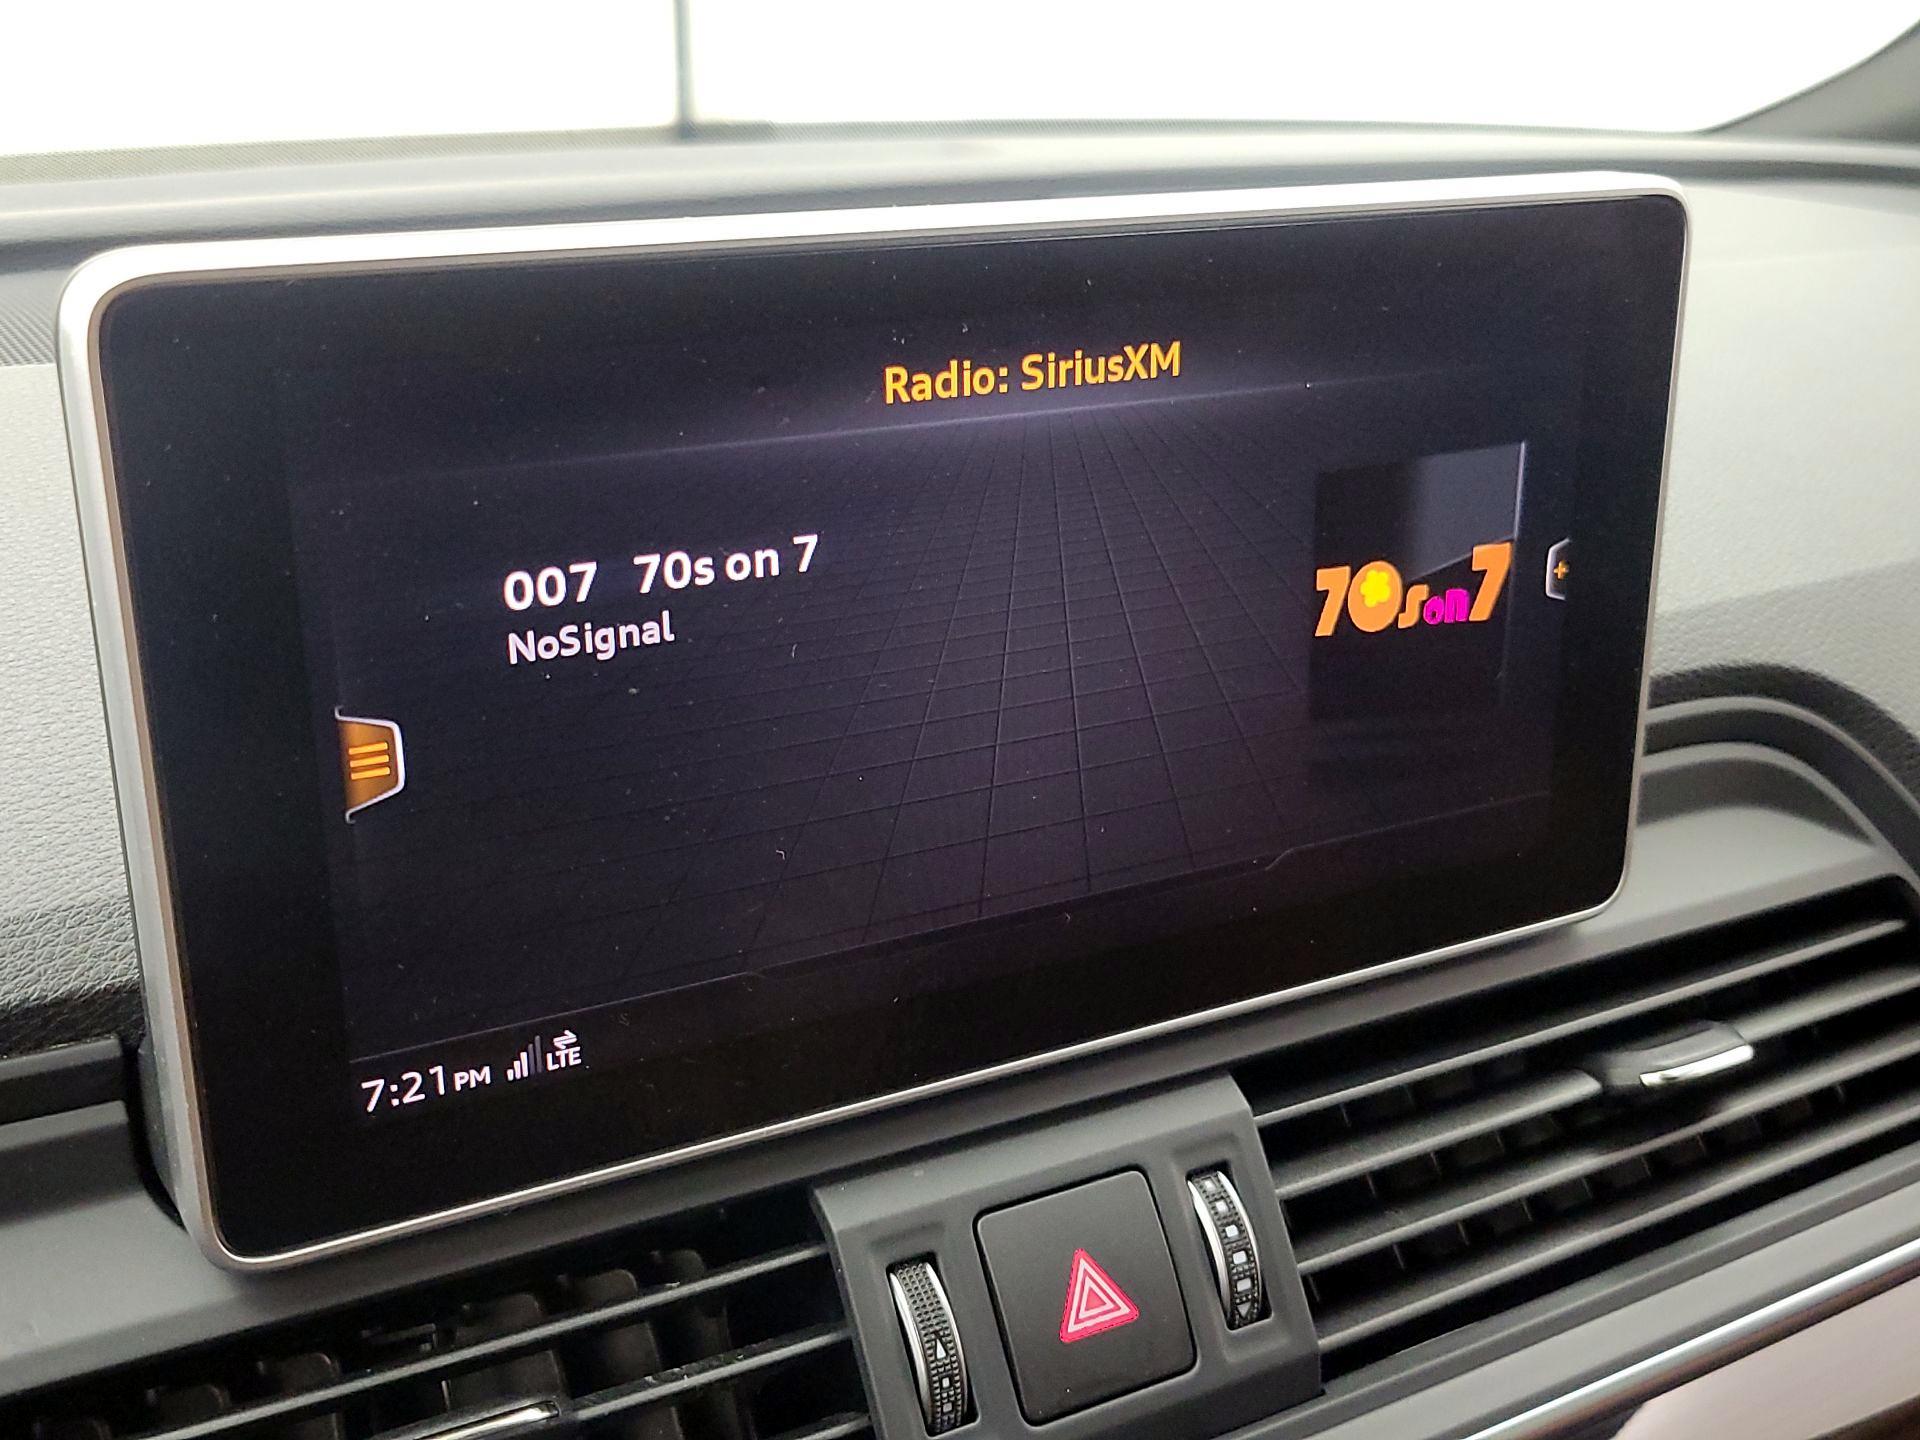 Radio: SiriusXM
007 70s on 7
NoSignal
70s on 7
7:21 PM LTE